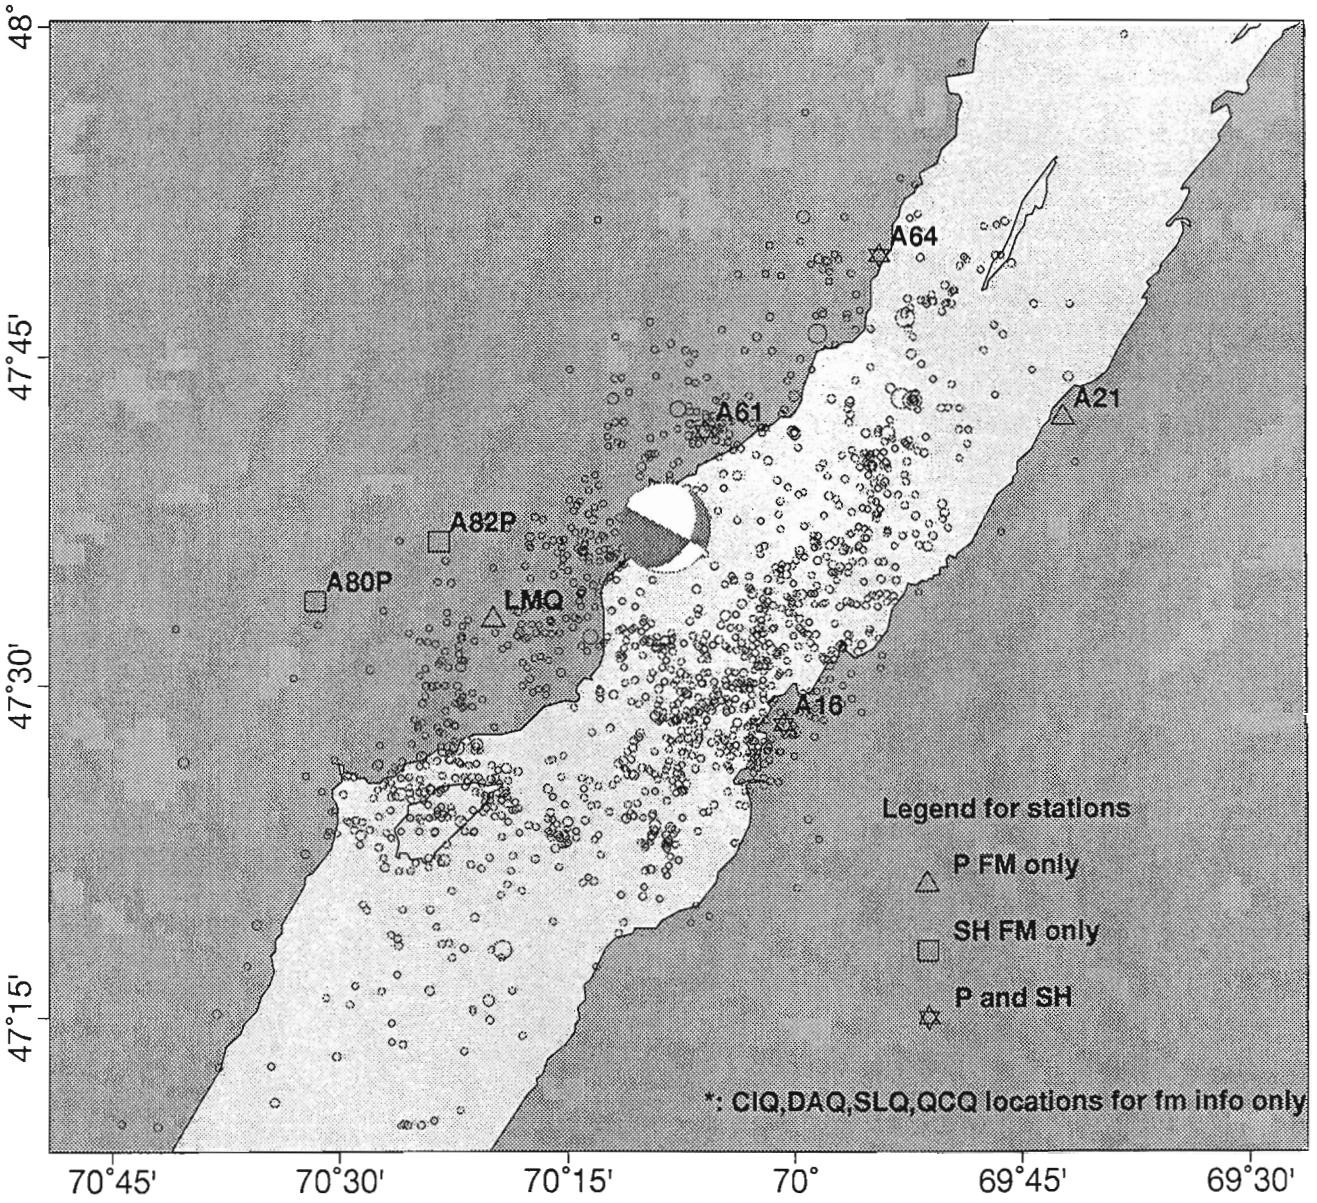 48°
A64
47°45'
A21
A61
A82P
A80P
LMQ
47°30'
A16
Legend for stations
P FM only
SH FM only
P and SH
47°15'
*: CIQ,DAQ,SLQ,QCQ locations for fm info only
70°45' 70°30' 70°15' 70° 69°45' 69°30'